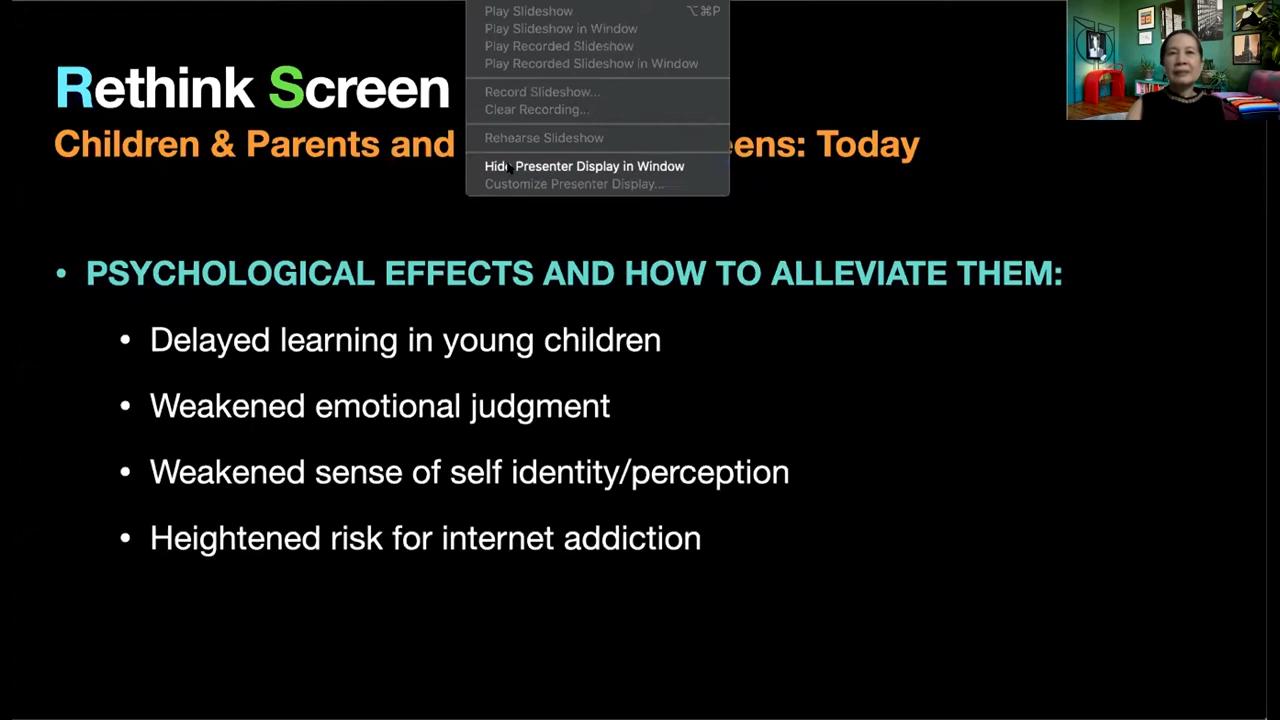 Play Slideshow ⌥⌘P
Play Slideshow in Window
Play Recorded Slideshow
Play Recorded Slideshow in Window
Record Slideshow...
Clear Recording...
Rehearse Slideshow
Hide Presenter Display in Window
Customize Presenter Display...
Rethink Screen
Children & Parents and eens: Today
• PSYCHOLOGICAL EFFECTS AND HOW TO ALLEVIATE THEM:
• Delayed learning in young children
• Weakened emotional judgment
• Weakened sense of self identity/perception
• Heightened risk for internet addiction